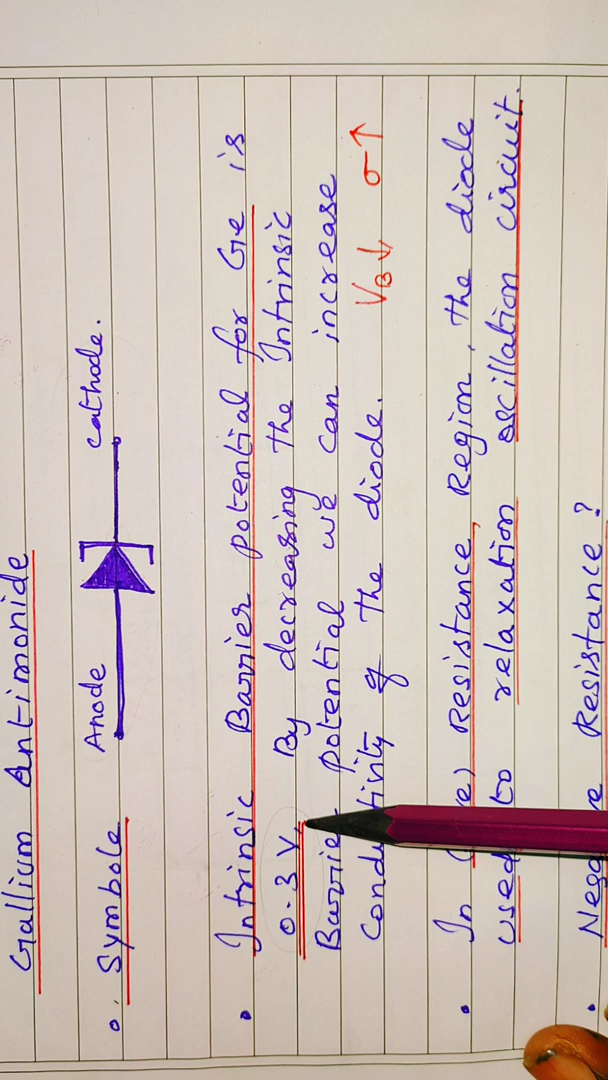 Gallium Antimonide
Symbole
Anode
cathode.
Intrinsic Barrier potential for Ge is
0.3 V, By decreasing the Intrinsic
Barrier potential we can increase
of the diode.
VB↓ σ↑
In Resistance, Region, the diode
used to relaxation oscillation circuit.
Resistance ?